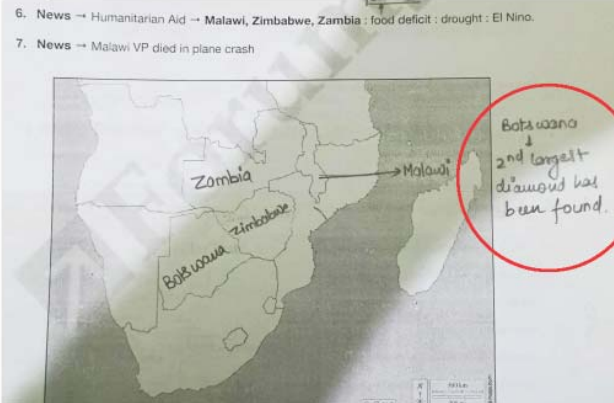 6. News → Humanitarian Aid → Malawi, Zimbabwe, Zambia : food deficit : drought : El Nino.
7. News → Malawi VP died in plane crash
Zambia
Malawi
Zimbabwe
Botswana
Botswana
↓
2nd largest
diamond has
been found.